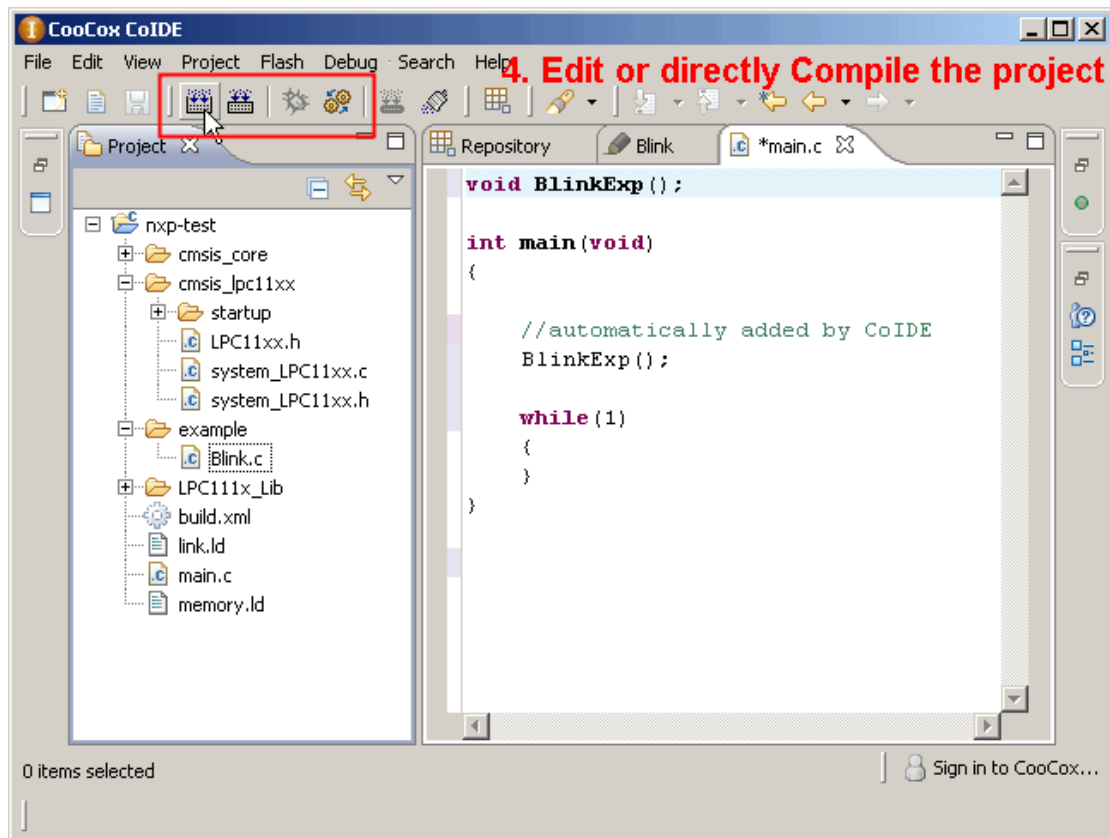 CooCox CoIDE
File Edit View Project Flash Debug Search Help
4. Edit or directly Compile the project
Project
Repository
Blink
*main.c
nxp-test
cmsis_core
cmsis_lpc11xx
startup
LPC11xx.h
system_LPC11xx.c
system_LPC11xx.h
example
Blink.c
LPC111x_Lib
build.xml
link.ld
main.c
memory.ld
void BlinkExp();
int main(void)
{
//automatically added by CoIDE
BlinkExp();
while(1)
{
}
}
0 items selected
Sign in to CooCox...